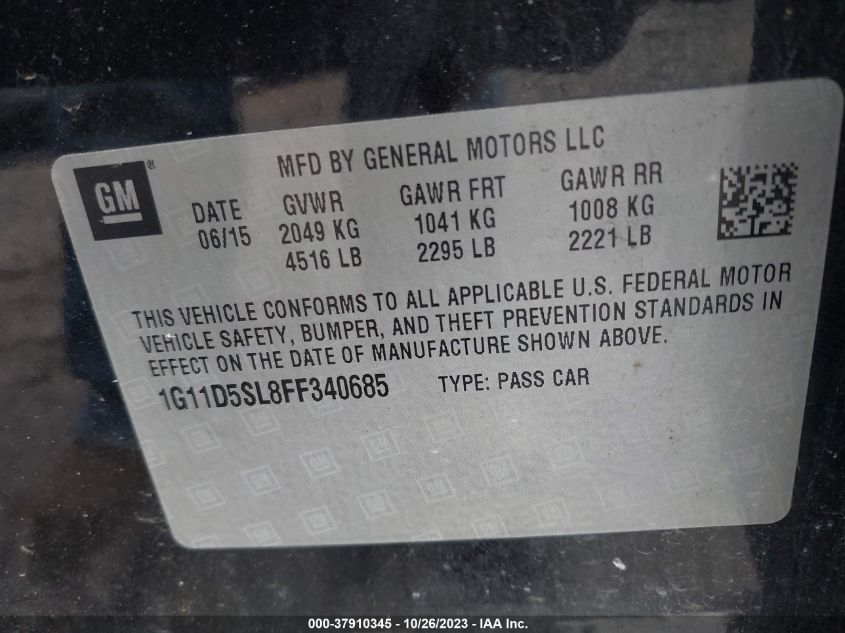 MFD BY GENERAL MOTORS LLC
GM®
DATE GVWR GAWR FRT GAWR RR
06/15 2049 KG 1041 KG 1008 KG
4516 LB 2295 LB 2221 LB
THIS VEHICLE CONFORMS TO ALL APPLICABLE U.S. FEDERAL MOTOR
VEHICLE SAFETY, BUMPER, AND THEFT PREVENTION STANDARDS IN
EFFECT ON THE DATE OF MANUFACTURE SHOWN ABOVE.
1G11D5SL8FF340685 TYPE: PASS CAR
000-37910345 - 10/26/2023 - IAA Inc.